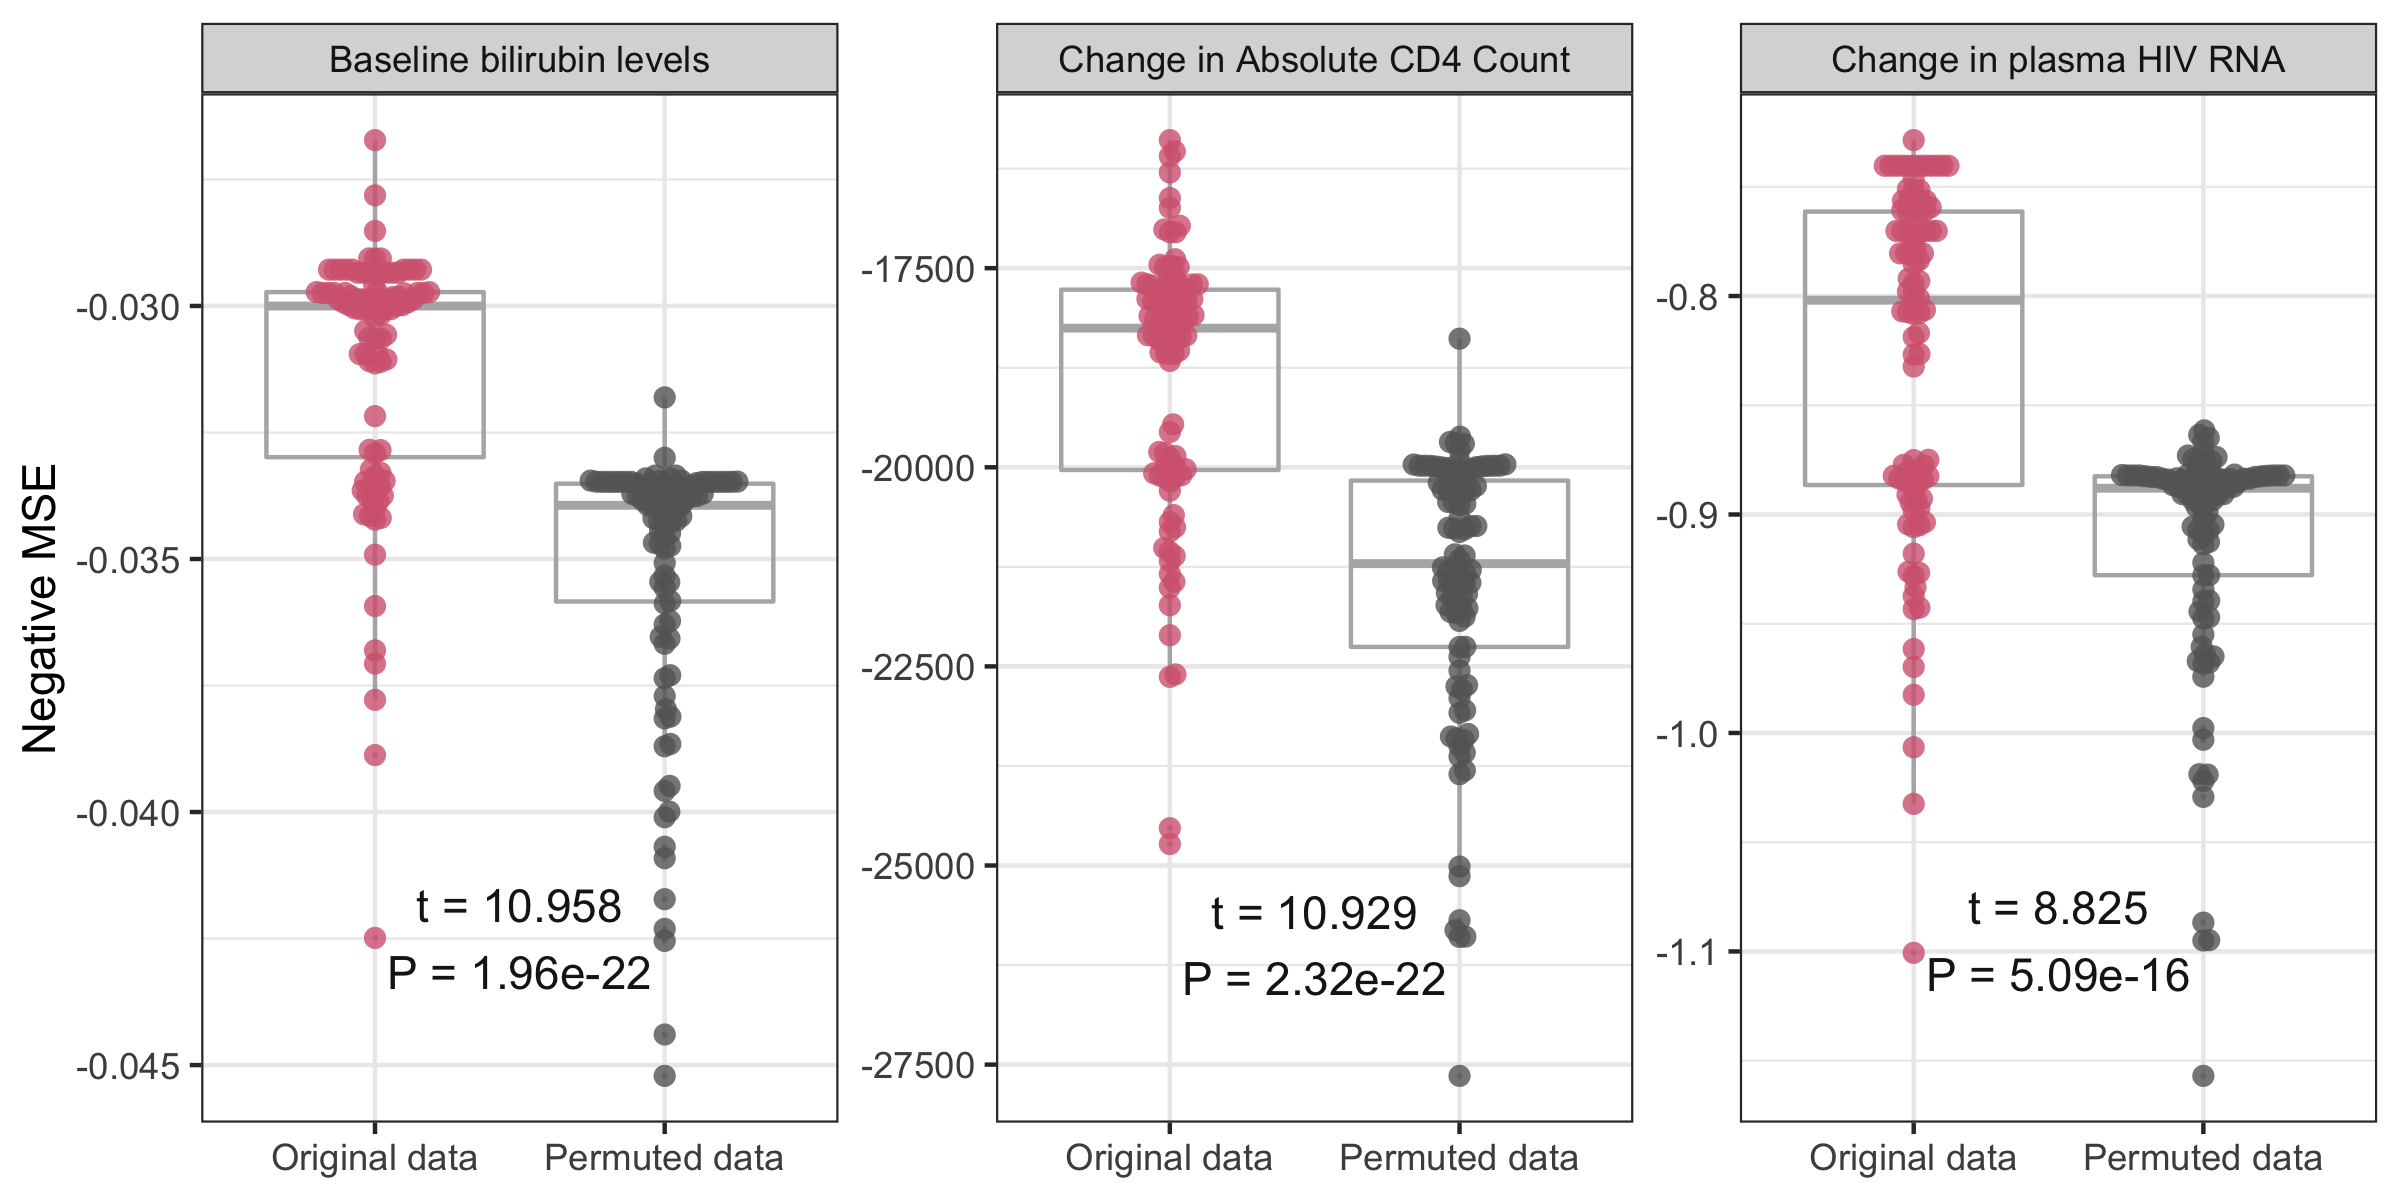 Baseline bilirubin levels
Change in Absolute CD4 Count
Change in plasma HIV RNA
Negative MSE
-0.030
-0.035
-0.040
-0.045
t = 10.958
P = 1.96e-22
Original data
Permuted data
-17500
-20000
-22500
-25000
-27500
t = 10.929
P = 2.32e-22
Original data
Permuted data
-0.8
-0.9
-1.0
-1.1
t = 8.825
P = 5.09e-16
Original data
Permuted data